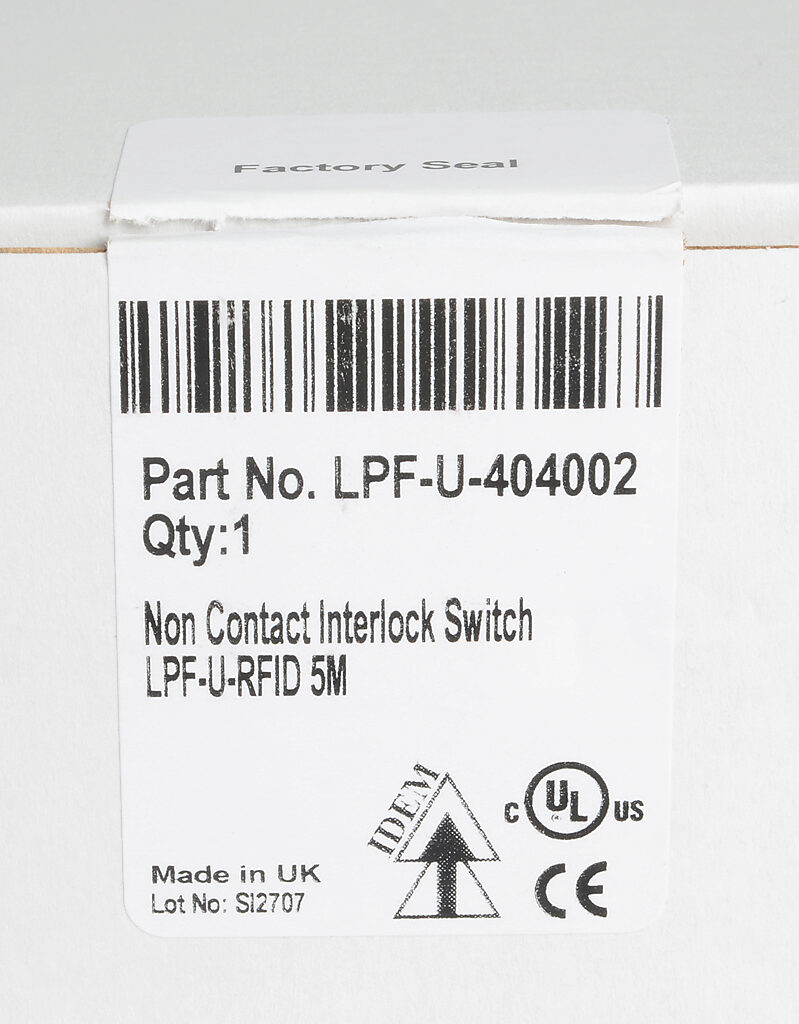 Factory Seal
Part No. LPF-U-404002
Qty:1
Non Contact Interlock Switch
LPF-U-RFID 5M
IDEM
C UL US
CE
Made in UK
Lot No: SI2707